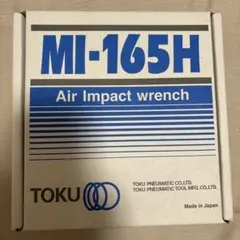 MI-165H
Air Impact wrench
TOKU
TOKU PNEUMATIC CO.,LTD.
TOKU PNEUMATIC TOOL MFG. CO.,LTD.
Made in Japan